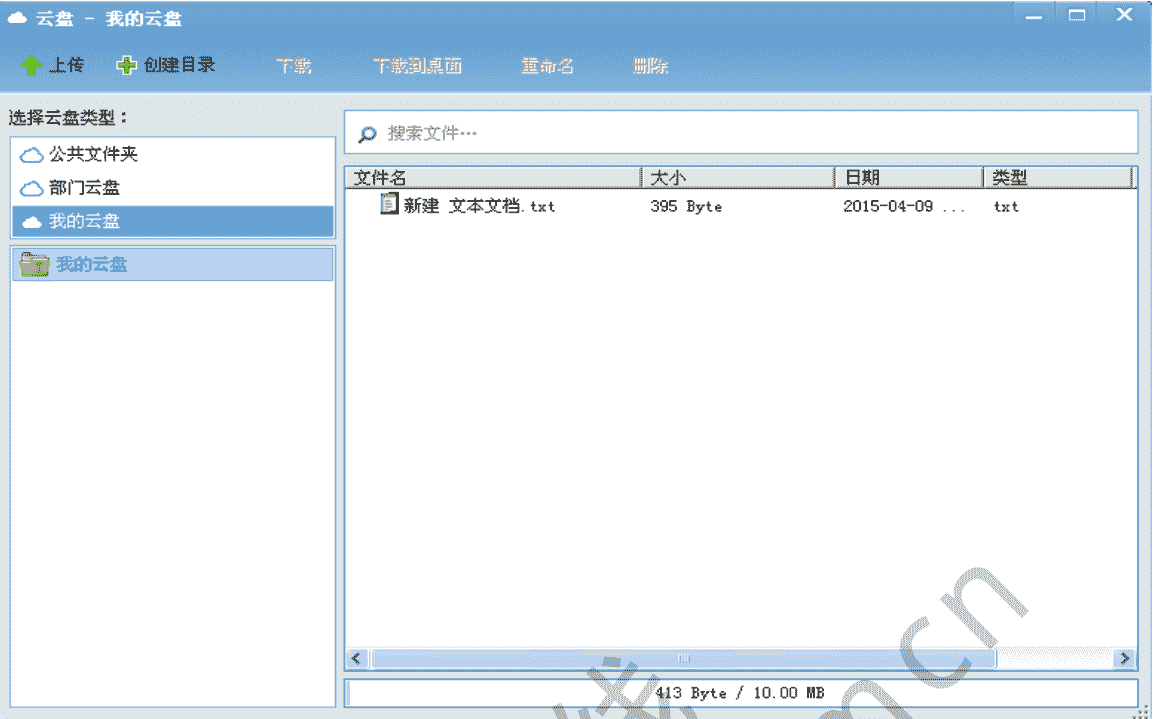 云盘 - 我的云盘
上传 创建目录 下载 下载到桌面 重命名 删除
选择云盘类型：
公共文件夹
部门云盘
我的云盘
我的云盘
搜索文件…
文件名 大小 日期 类型
新建 文本文档.txt 395 Byte 2015-04-09 ... txt
413 Byte / 10.00 MB
cn